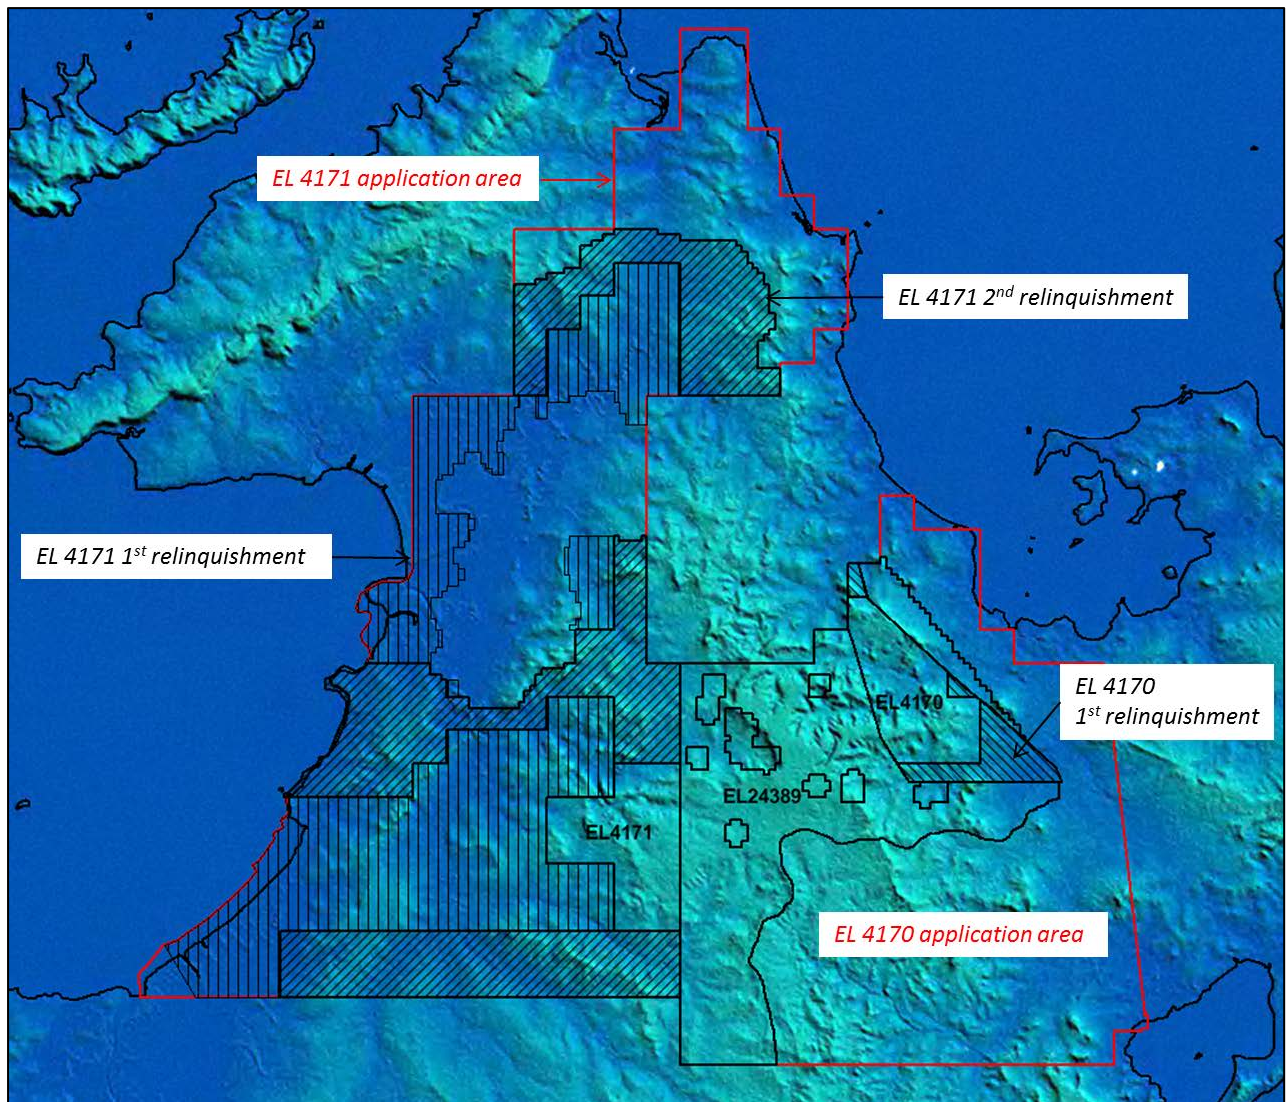 EL 4171 application area
EL 4171 2nd relinquishment
EL 4171 1st relinquishment
EL 4170
1st relinquishment
EL4170
EL24389
EL4171
EL 4170 application area